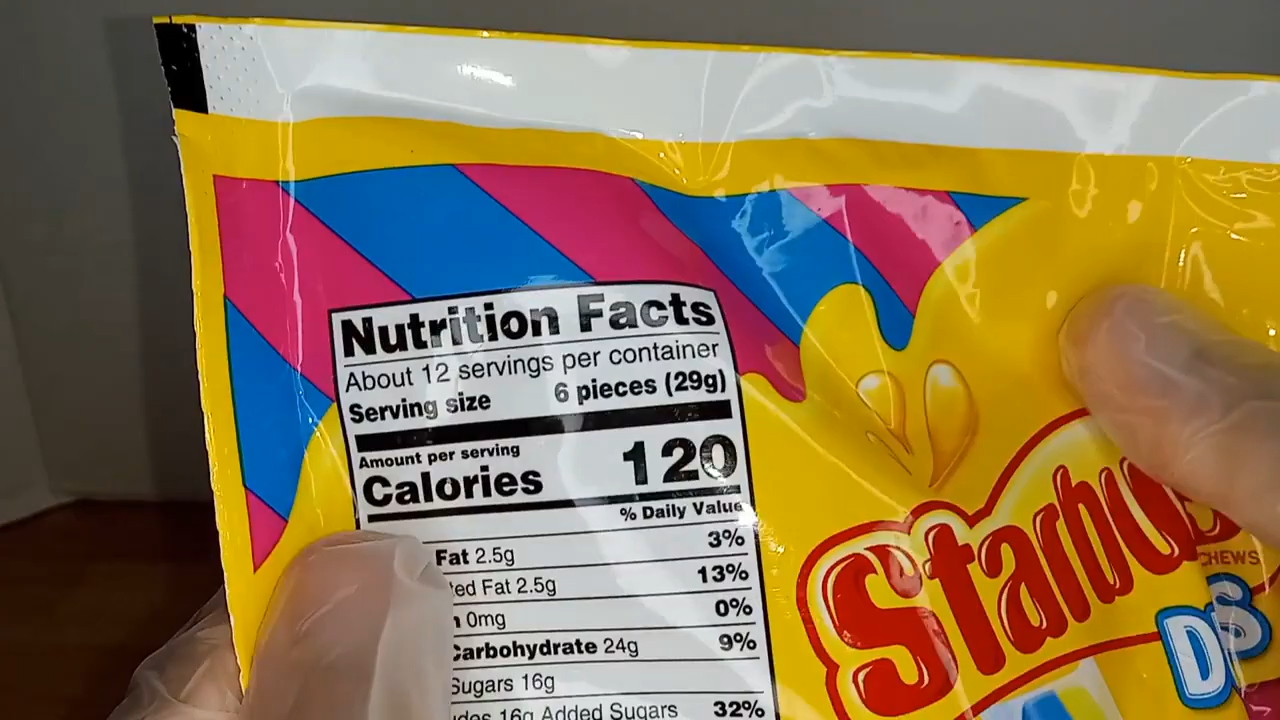 Nutrition Facts
About 12 servings per container
Serving size 6 pieces (29g)
Amount per serving
Calories 120
% Daily Value
Fat 2.5g 3%
ted Fat 2.5g 13%
0mg 0%
Carbohydrate 24g 9%
Sugars 16g
des 16g Added Sugars 32%
Starbu
CHEWS